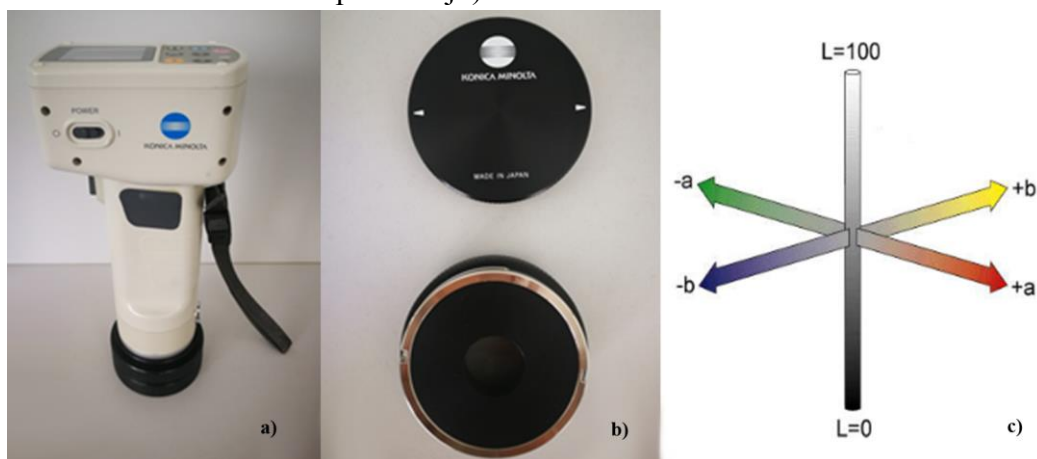 POWER
O
I
KONICA MINOLTA
a)
KONICA MINOLTA
MADE IN JAPAN
b)
L=100
-a
+b
-b
+a
L=0
c)